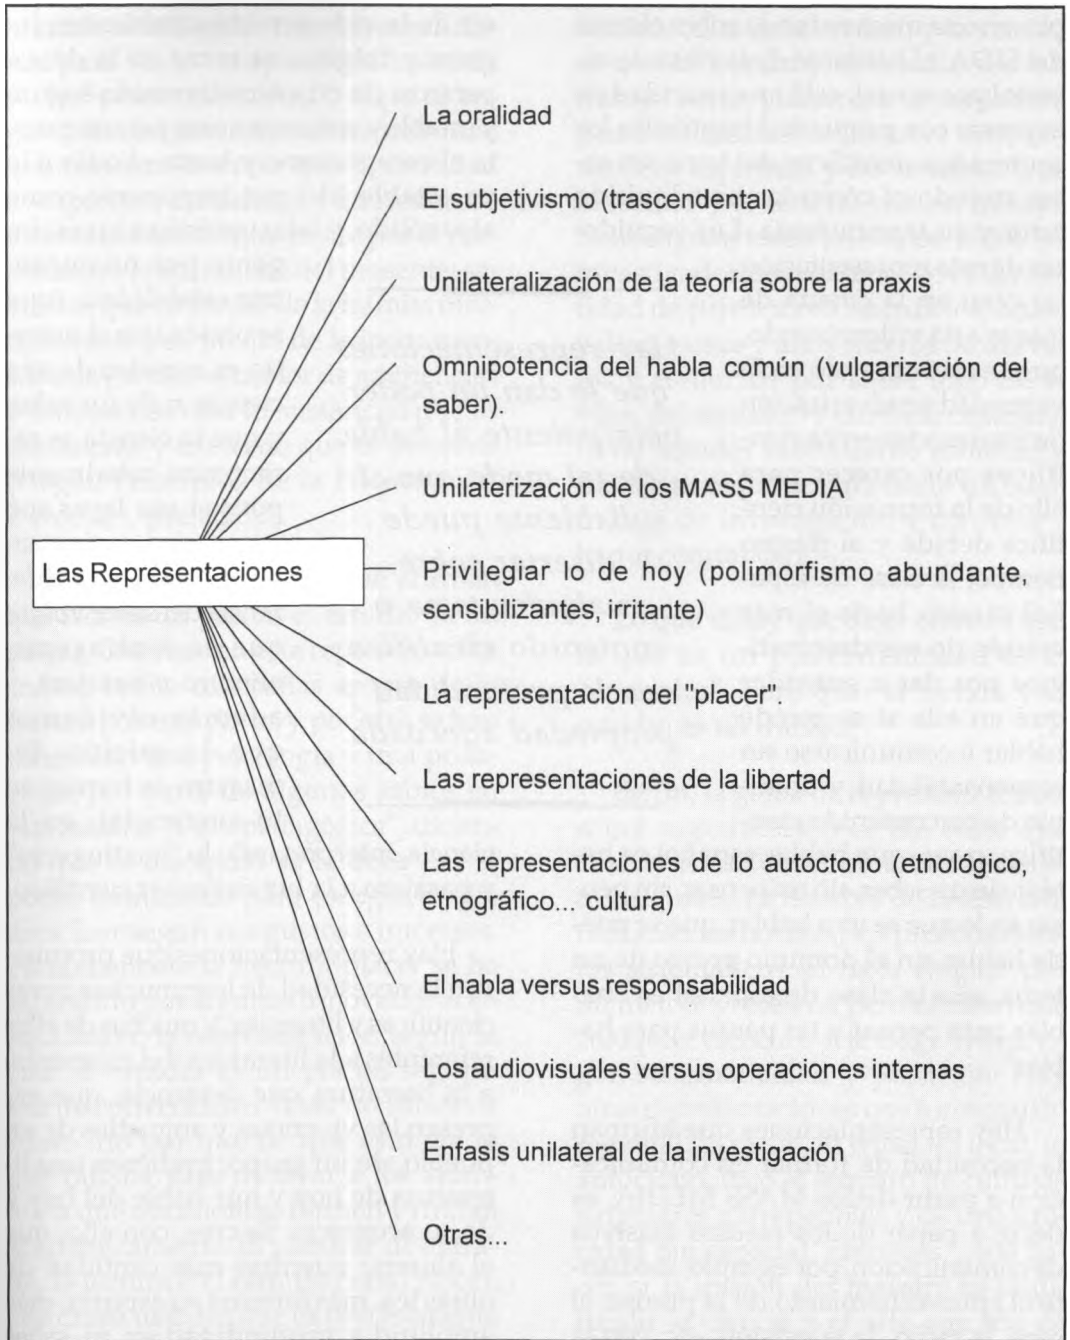 La oralidad
El subjetivismo (trascendental)
Unilateralización de la teoría sobre la praxis
Omnipotencia del habla común (vulgarización del
saber).
Unilaterización de los MASS MEDIA
Las Representaciones
Privilegiar lo de hoy (polimorfismo, abundante,
sensibilizantes, irritante)
La representación del "placer".
Las representaciones de la libertad
Las representaciones de lo autóctono (etnológico,
etnográfico... cultura)
El habla versus responsabilidad
Los audiovisuales versus operaciones internas
Enfasis unilateral de la investigación
Otras...